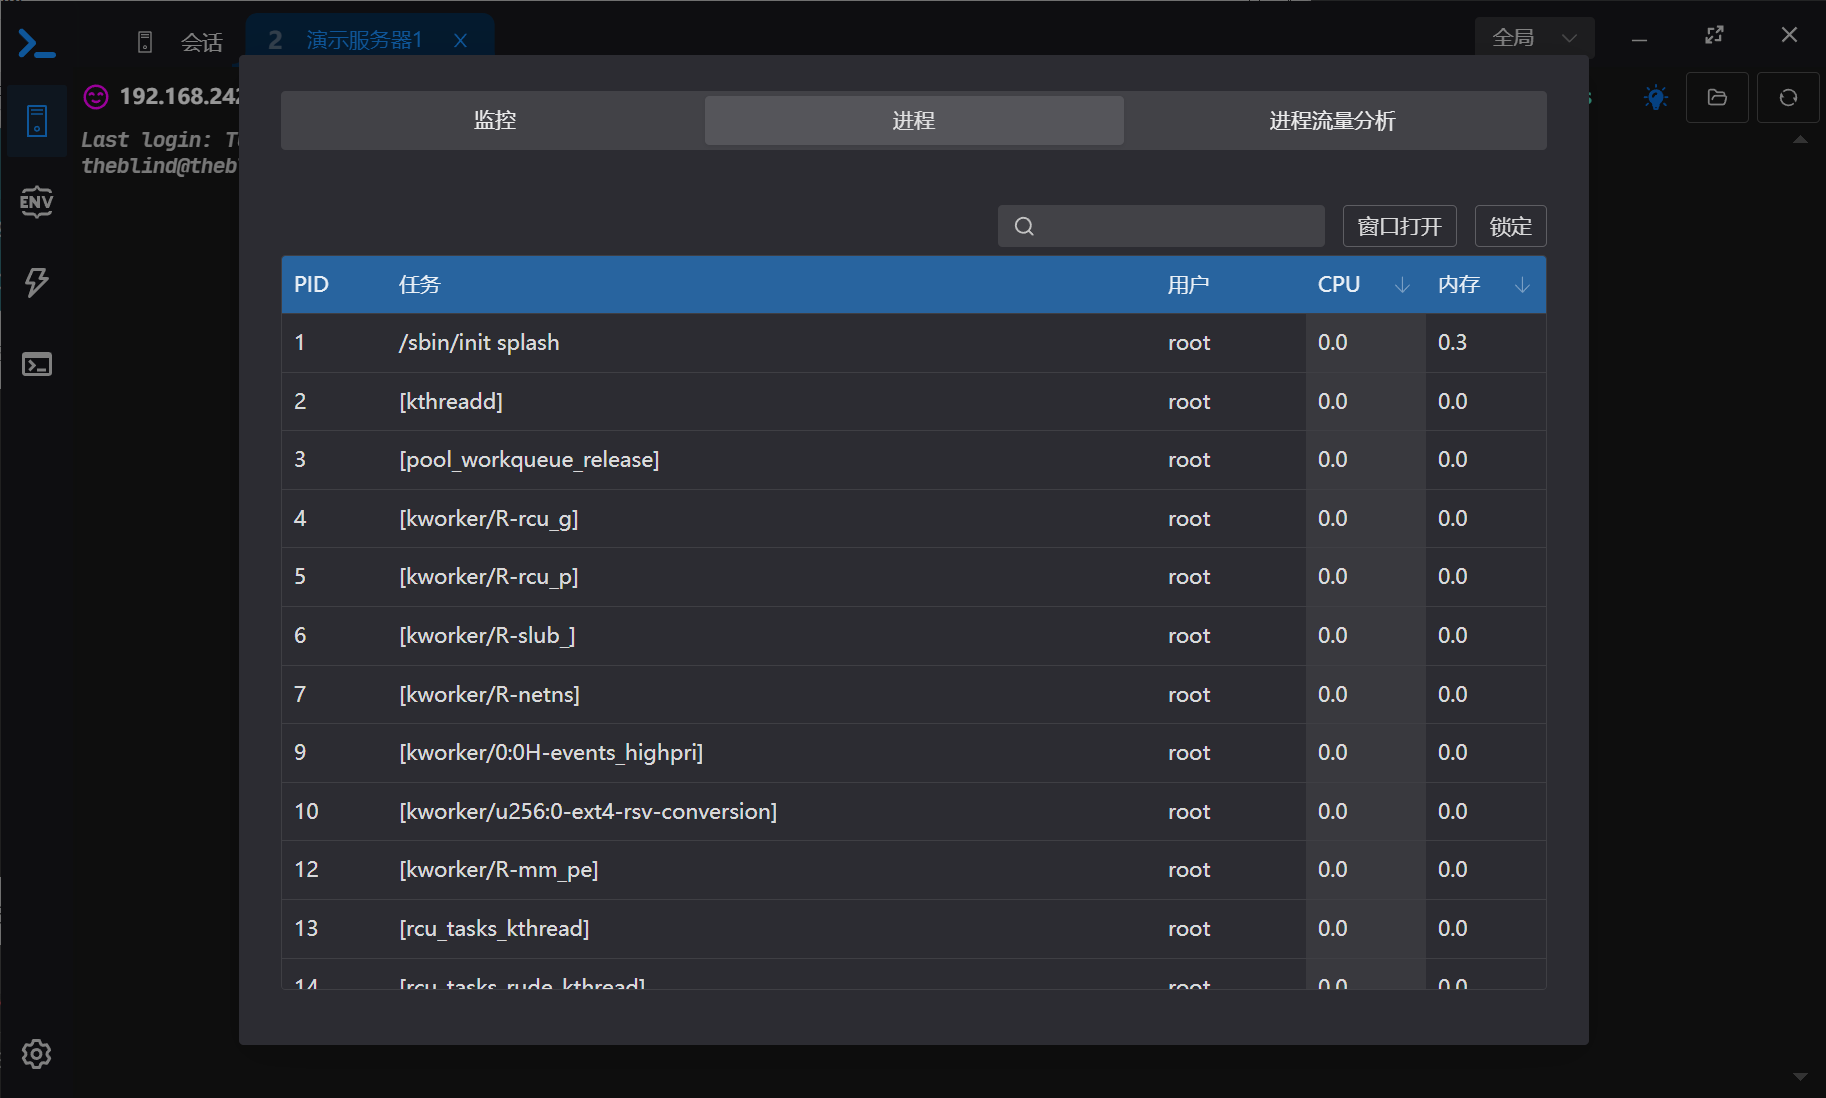 会话
2 演示服务器1 X
全局
192.168.242
Last login: Tu
theblind@thebl
ENV
监控 进程 进程流量分析
窗口打开 锁定
PID 任务 用户 CPU 内存
1 /sbin/init splash root 0.0 0.3
2 [kthreadd] root 0.0 0.0
3 [pool_workqueue_release] root 0.0 0.0
4 [kworker/R-rcu_g] root 0.0 0.0
5 [kworker/R-rcu_p] root 0.0 0.0
6 [kworker/R-slub_] root 0.0 0.0
7 [kworker/R-netns] root 0.0 0.0
9 [kworker/0:0H-events_highpri] root 0.0 0.0
10 [kworker/u256:0-ext4-rsv-conversion] root 0.0 0.0
12 [kworker/R-mm_pe] root 0.0 0.0
13 [rcu_tasks_kthread] root 0.0 0.0
14 [rcu_tasks_rude_kthread] root 0.0 0.0